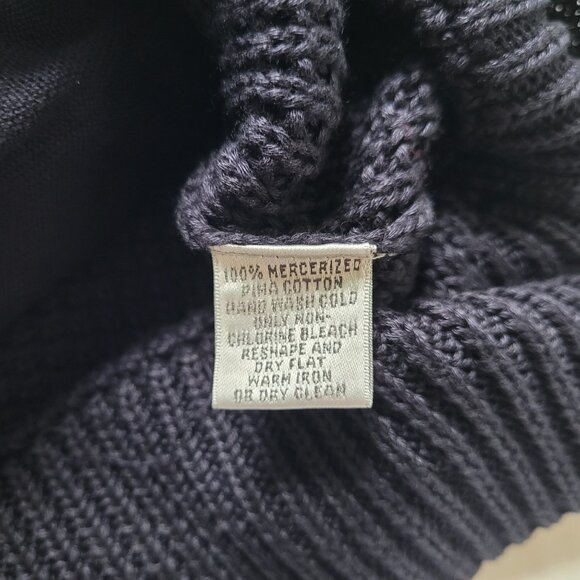 100% MERCERIZED
PIMA COTTON
HAND WASH COLD
ONLY NON-
CHLORINE BLEACH
RESHAPE AND
DRY FLAT
WARM IRON
OR DRY CLEAN